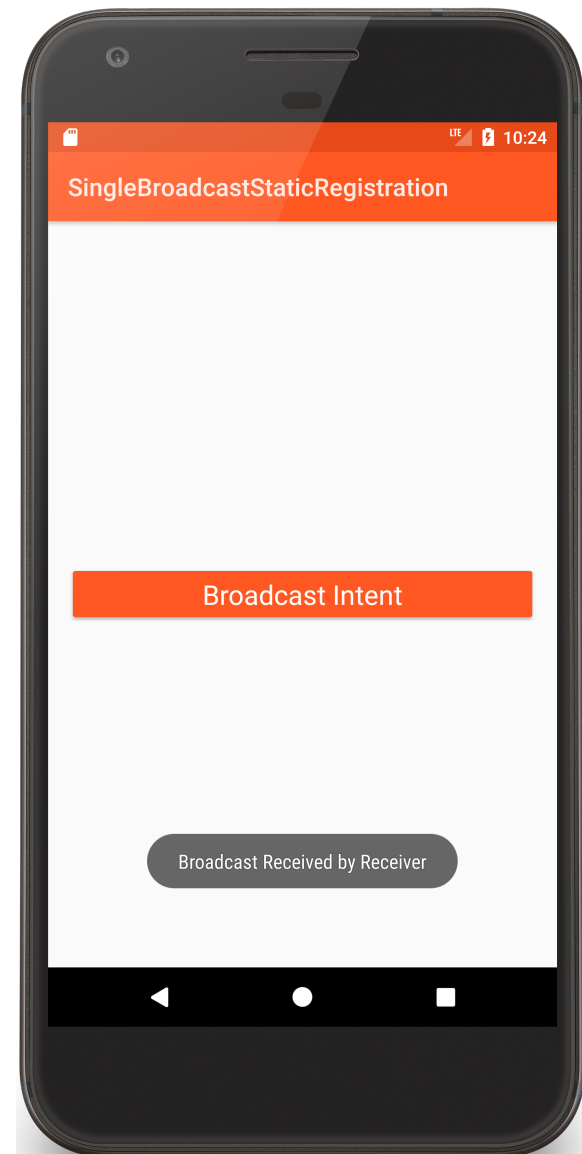 LTE 10:24
SingleBroadcastStaticRegistration
Broadcast Intent
Broadcast Received by Receiver